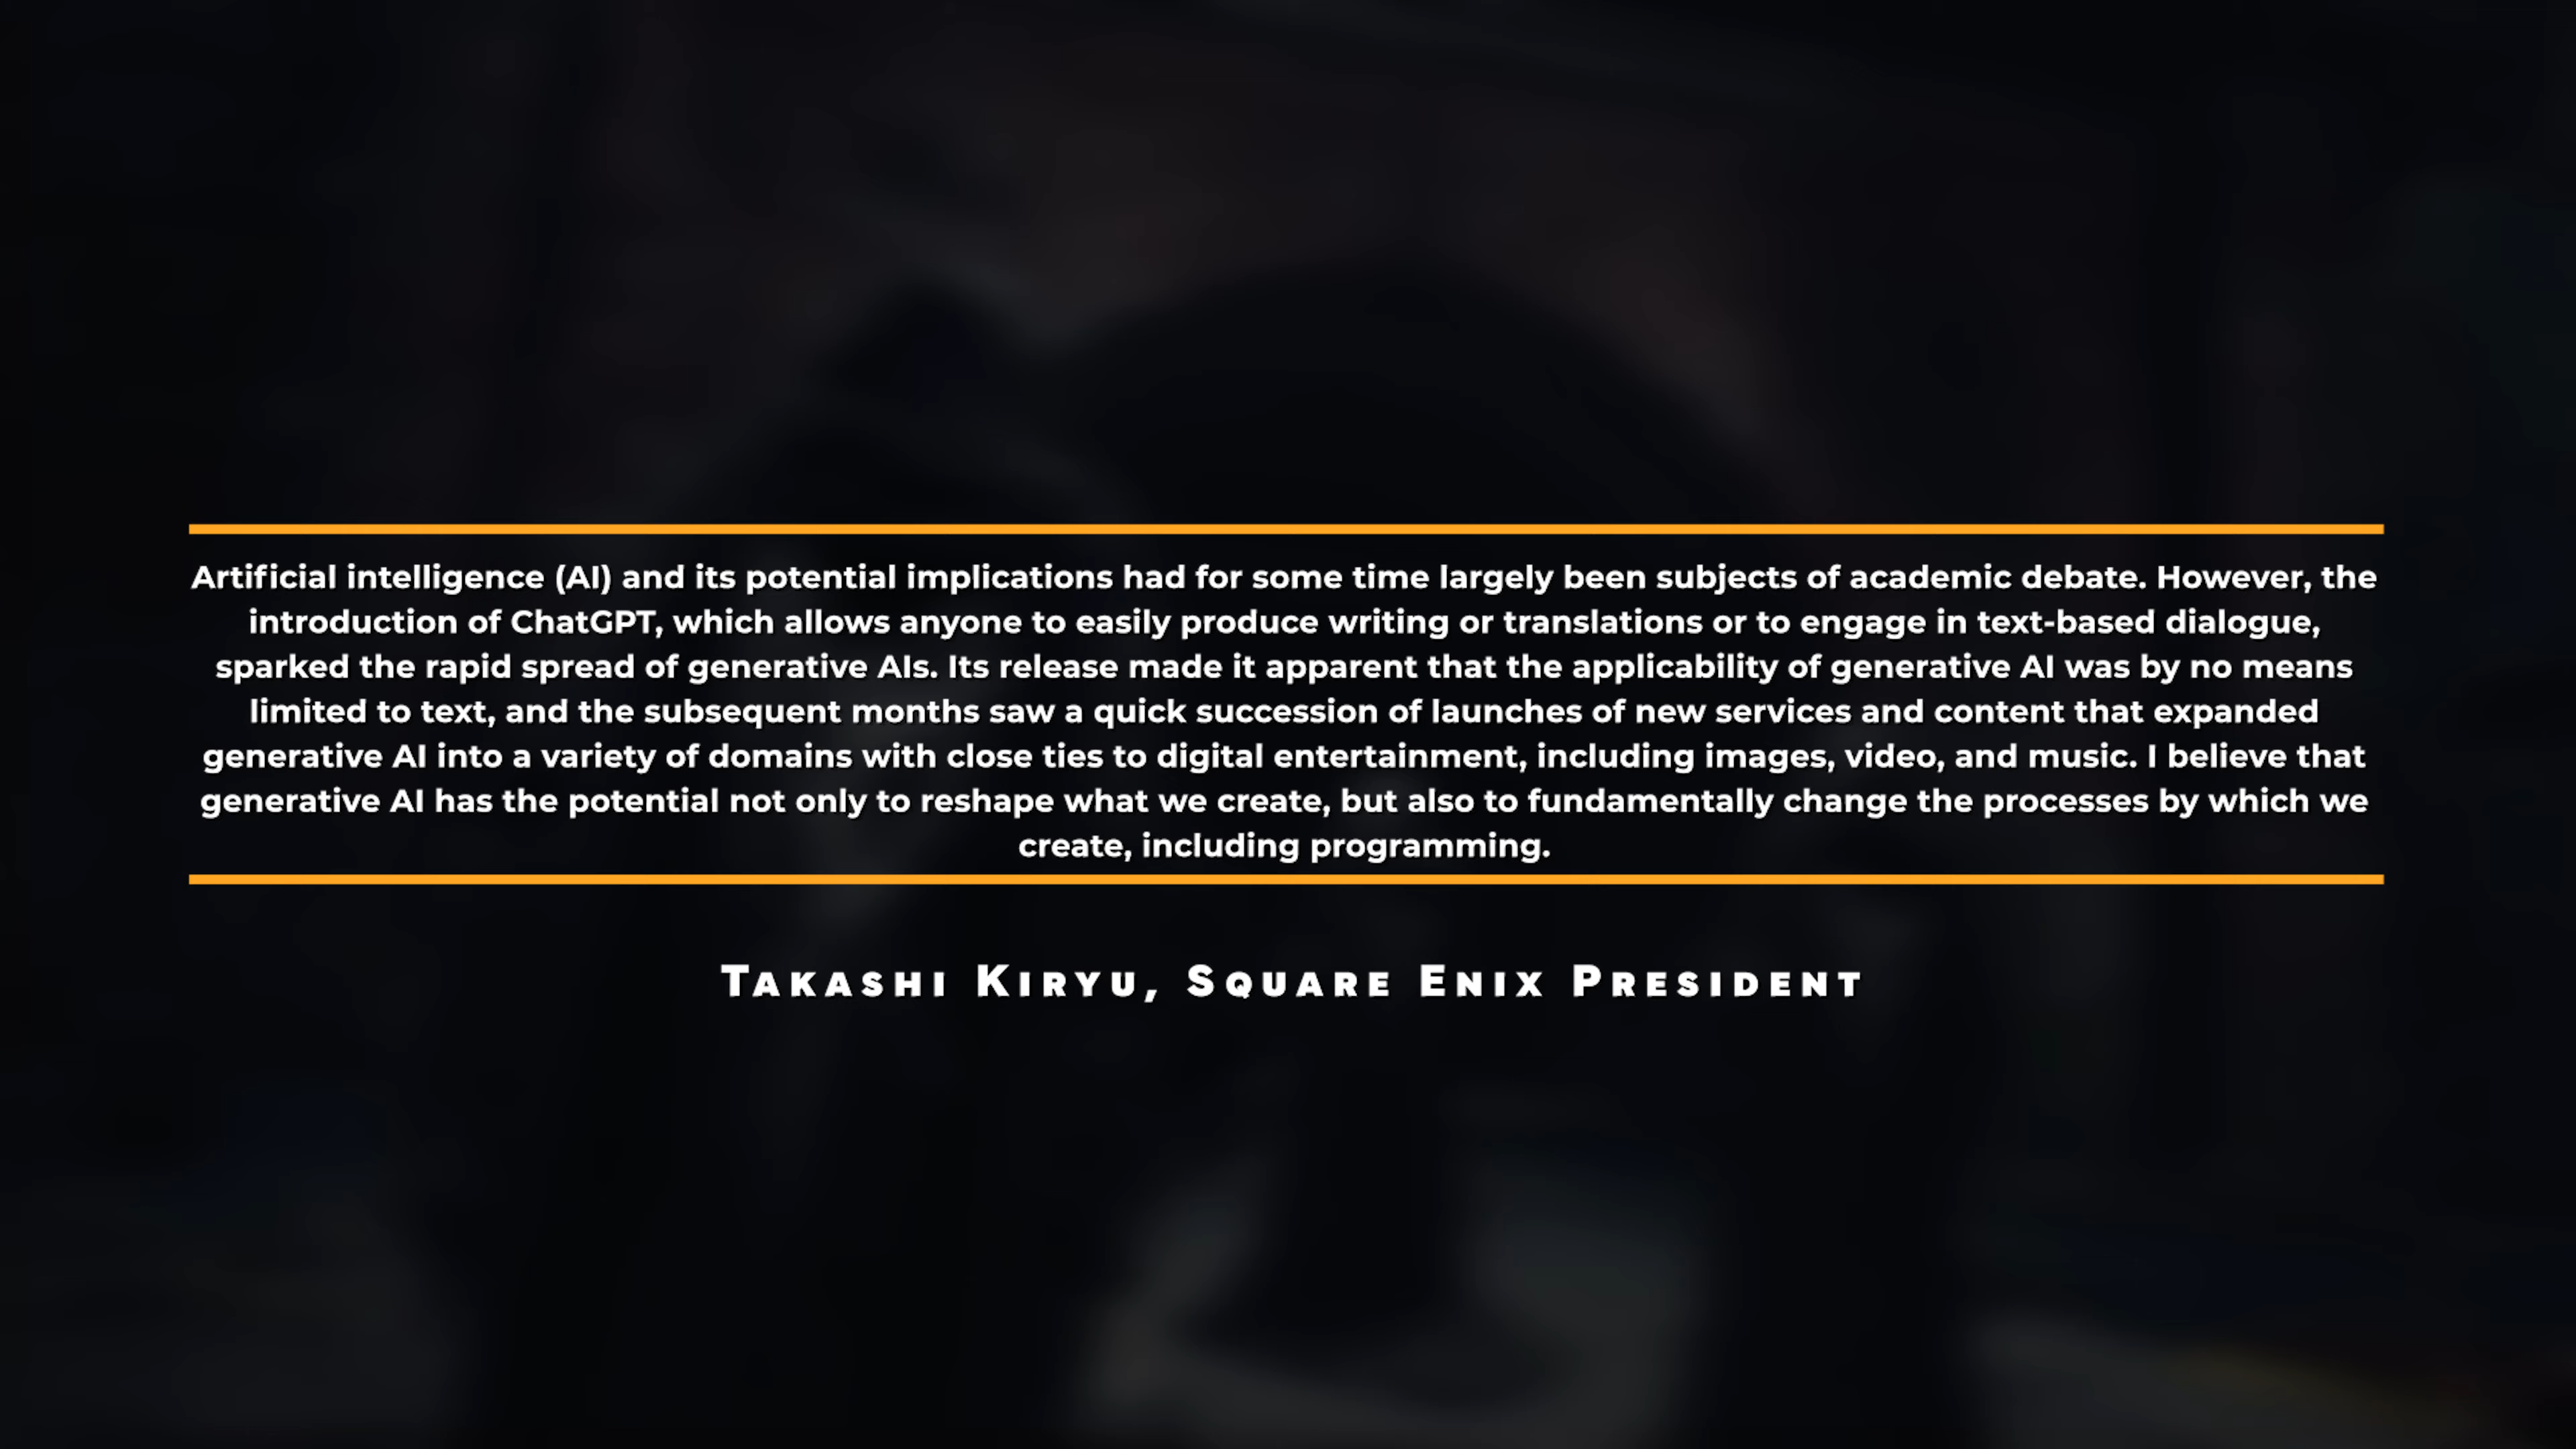 Artificial intelligence (AI) and its potential implications had for some time largely been subjects of academic debate. However, the
introduction of ChatGPT, which allows anyone to easily produce writing or translations or to engage in text-based dialogue,
sparked the rapid spread of generative AIs. Its release made it apparent that the applicability of generative AI was by no means
limited to text, and the subsequent months saw a quick succession of launches of new services and content that expanded
generative AI into a variety of domains with close ties to digital entertainment, including images, video, and music. I believe that
generative AI has the potential not only to reshape what we create, but also to fundamentally change the processes by which we
create, including programming.
Takashi Kiryu, Square Enix President